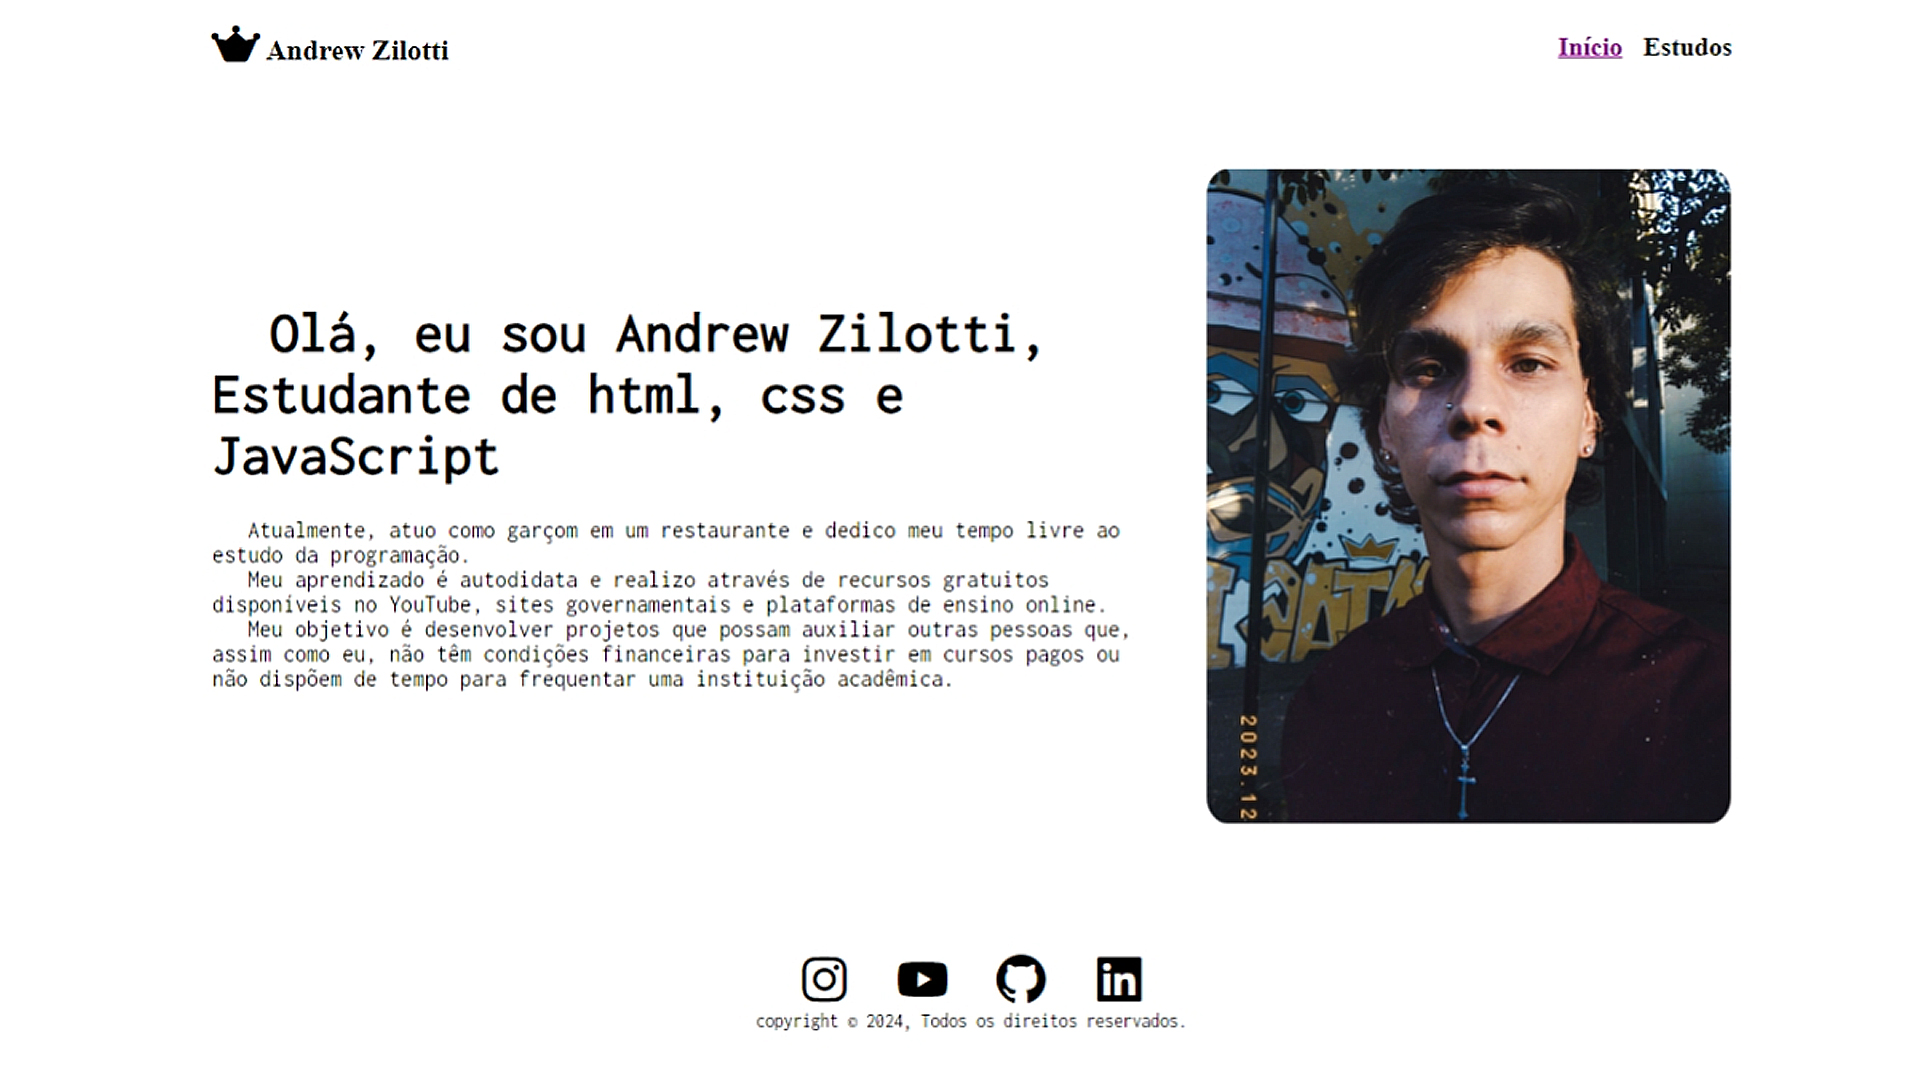 Andrew Zilotti
Início Estudos
Olá, eu sou Andrew Zilotti,
Estudante de html, css e
JavaScript
Atualmente, atuo como garçom em um restaurante e dedico meu tempo livre ao
estudo da programação.
Meu aprendizado é autodidata e realizo através de recursos gratuitos
disponíveis no YouTube, sites governamentais e plataformas de ensino online.
Meu objetivo é desenvolver projetos que possam auxiliar outras pessoas que,
assim como eu, não têm condições financeiras para investir em cursos pagos ou
não dispõem de tempo para frequentar uma instituição acadêmica.
2023.12
in
copyright © 2024, Todos os direitos reservados.